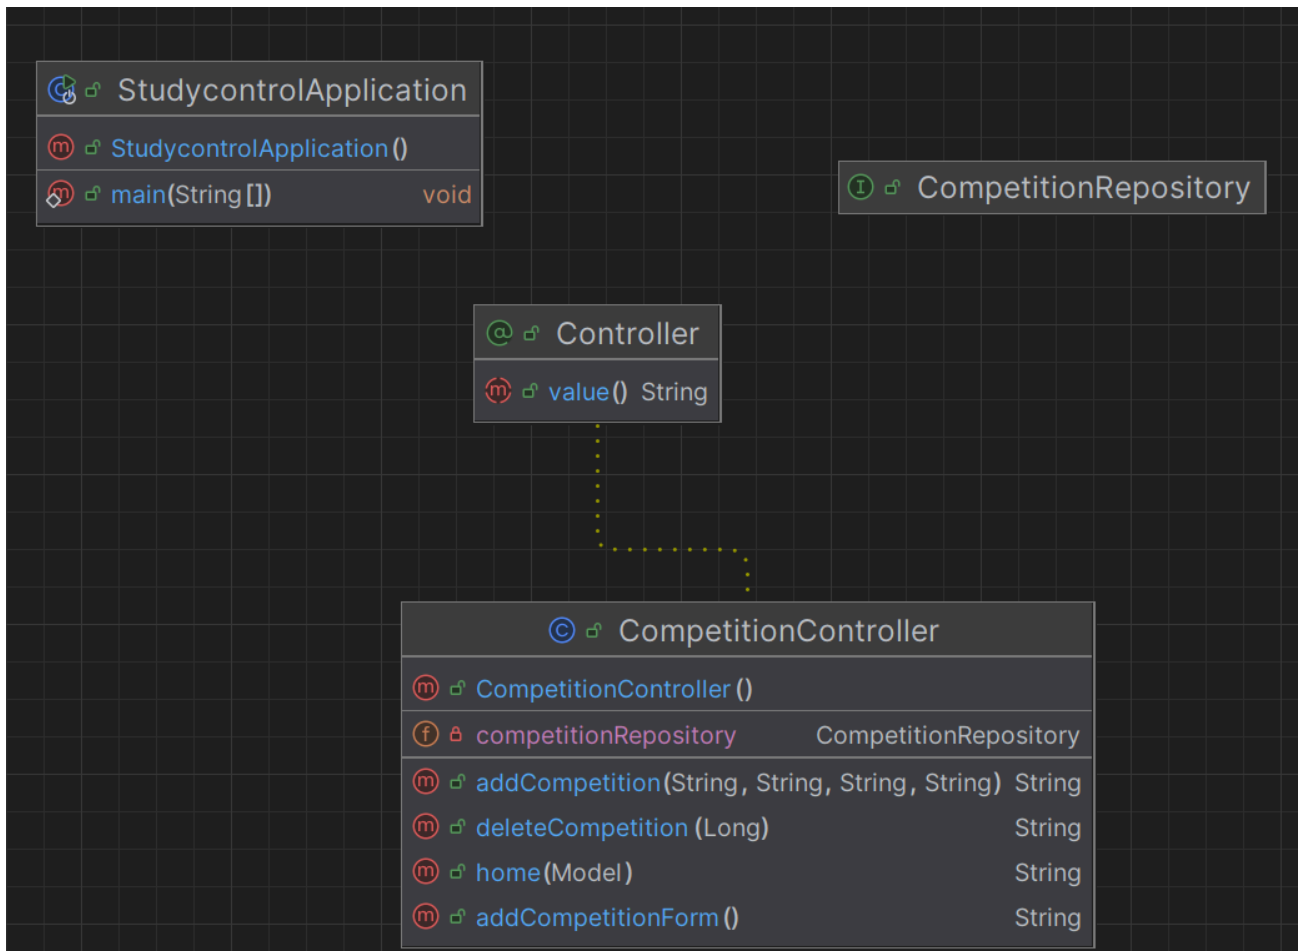 StudycontrolApplication
StudycontrolApplication()
main(String[]) void
CompetitionRepository
Controller
value() String
CompetitionController
CompetitionController()
competitionRepository CompetitionRepository
addCompetition(String, String, String, String) String
deleteCompetition(Long) String
home(Model) String
addCompetitionForm() String